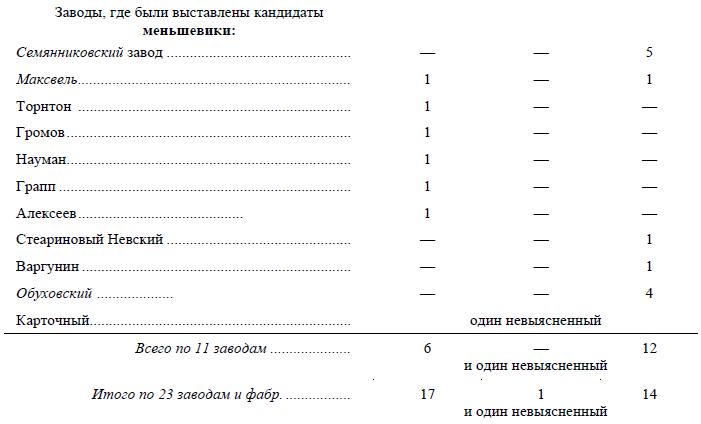 Заводы, где были выставлены кандидаты
меньшевики:
Семянниковский завод ................................................ — — 5
Максвель....................................................................... 1 — 1
Торнтон ....................................................................... 1 — —
Громов.......................................................................... 1 — —
Науман.......................................................................... 1 — —
Грапп ............................................................................ 1 — —
Алексеев........................................... 1 — —
Стеариновый Невский ................................................ — — 1
Варгунин ...................................................................... — — 1
Обуховский .................... — — 4
Карточный.................................................................... один невыясненный
Всего по 11 заводам ..................... 6 — 12
и один невыясненный
Итого по 23 заводам и фабр. ................. 17 1 14
и один невыясненный